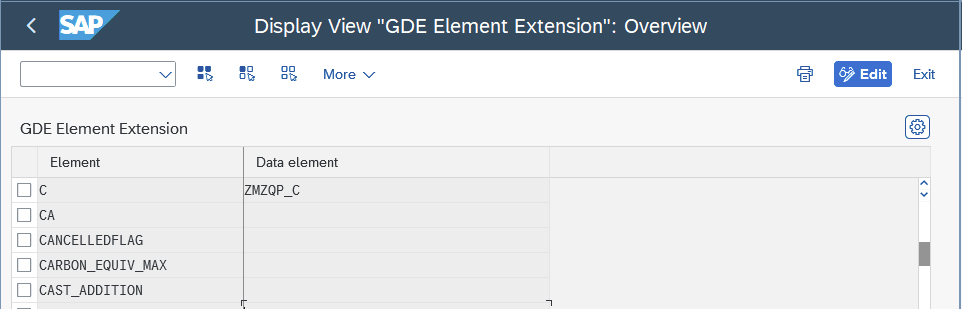 SAP Display View "GDE Element Extension": Overview
More Edit Exit
GDE Element Extension
Element Data element
C ZMZQP_C
CA
CANCELLEDFLAG
CARBON_EQUIV_MAX
CAST_ADDITION